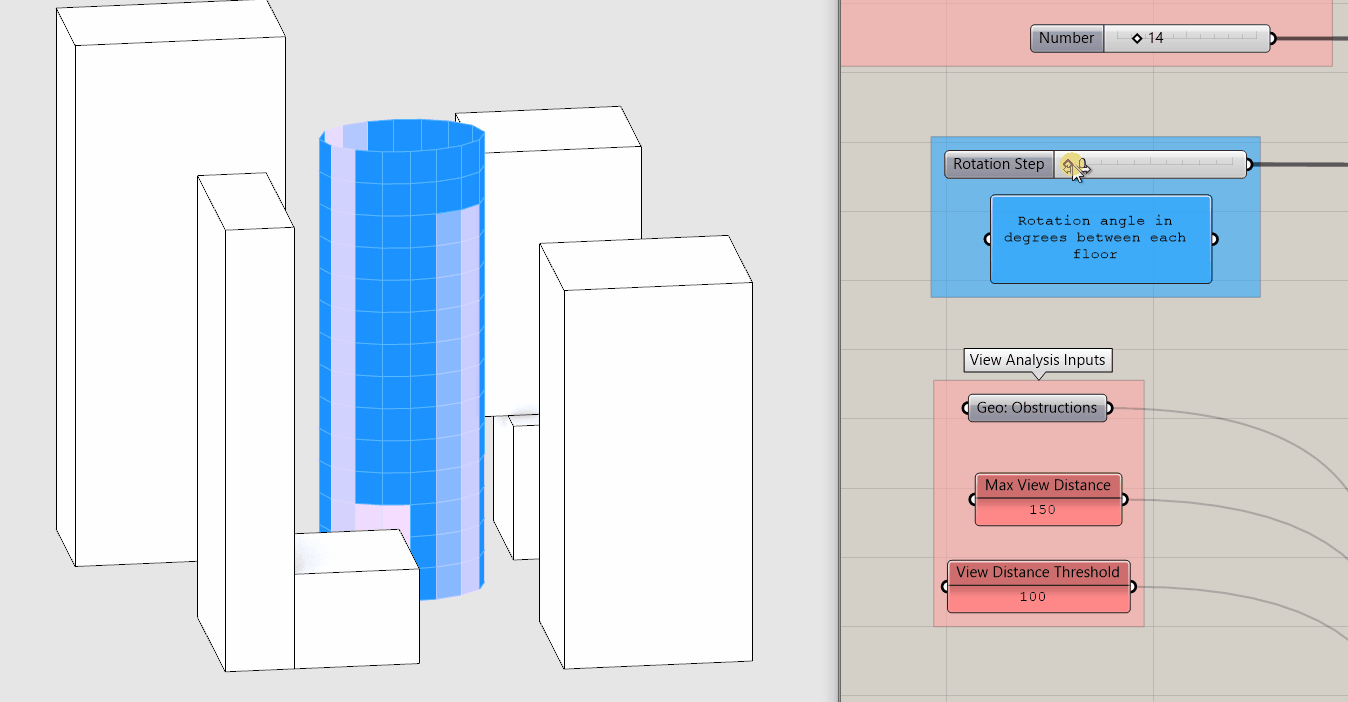 Number
14
Rotation Step
Rotation angle in
degrees between each
floor
View Analysis Inputs
Geo: Obstructions
Max View Distance
150
View Distance Threshold
100